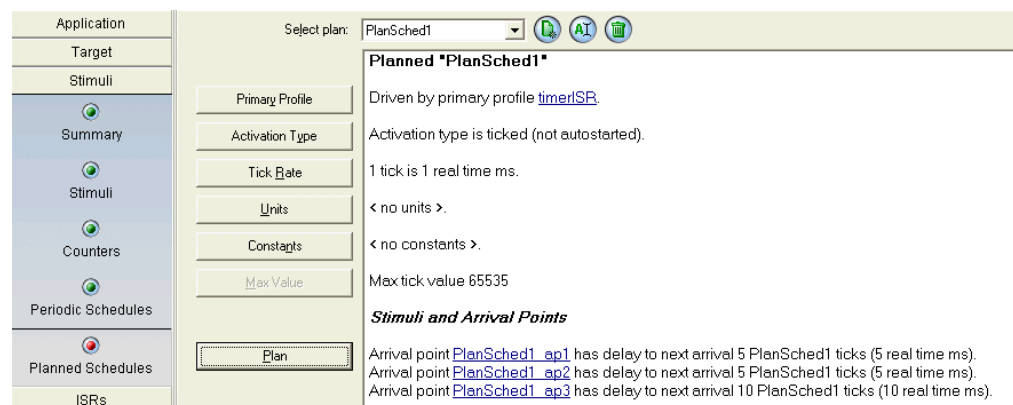 Application
Target
Stimuli
Summary
Stimuli
Counters
Periodic Schedules
Planned Schedules
ISRs
Select plan: PlanSched1
AI
Planned "PlanSched1"
Primary Profile
Driven by primary profile timerISR.
Activation Type
Activation type is ticked (not autostarted).
Tick Rate
1 tick is 1 real time ms.
Units
< no units >.
Constants
< no constants >.
Max Value
Max tick value 65535
Stimuli and Arrival Points
Plan
Arrival point PlanSched1_ap1 has delay to next arrival 5 PlanSched1 ticks (5 real time ms).
Arrival point PlanSched1_ap2 has delay to next arrival 5 PlanSched1 ticks (5 real time ms).
Arrival point PlanSched1_ap3 has delay to next arrival 10 PlanSched1 ticks (10 real time ms).